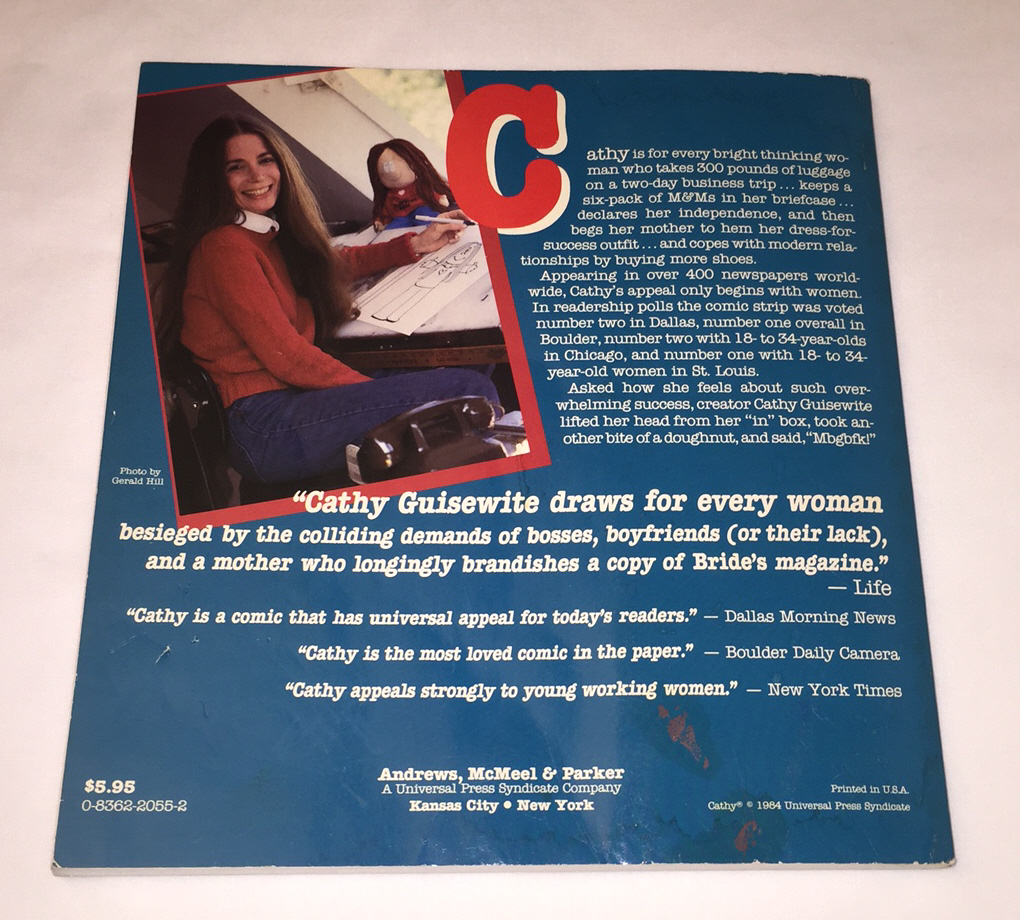 Cathy is for every bright thinking wo-
man who takes 300 pounds of luggage
on a two-day business trip ... keeps a
six-pack of M&Ms in her briefcase ...
declares her independence, and then
begs her mother to hem her dress-for-
success outfit ... and copes with modern rela-
tionships by buying more shoes.
Appearing in over 400 newspapers world-
wide, Cathy's appeal only begins with women.
In readership polls the comic strip was voted
number two in Dallas, number one overall in
Boulder, number two with 18- to 34-year-olds
in Chicago, and number one with 18- to 34-
year-old women in St. Louis.
Asked how she feels about such over-
whelming success, creator Cathy Guisewite
lifted her head from her "in" box, took an-
other bite of a doughnut, and said, "Mbgbfk!"
Photo by
Gerald Hill
"Cathy Guisewite draws for every woman
besieged by the colliding demands of bosses, boyfriends (or their lack),
and a mother who longingly brandishes a copy of Bride's magazine."
— Life
"Cathy is a comic that has universal appeal for today's readers." — Dallas Morning News
"Cathy is the most loved comic in the paper." — Boulder Daily Camera
"Cathy appeals strongly to young working women." — New York Times
Andrews, McMeel & Parker
A Universal Press Syndicate Company
Kansas City • New York
$5.95
0-8362-2055-2
Printed in U.S.A.
Cathy® © 1984 Universal Press Syndicate